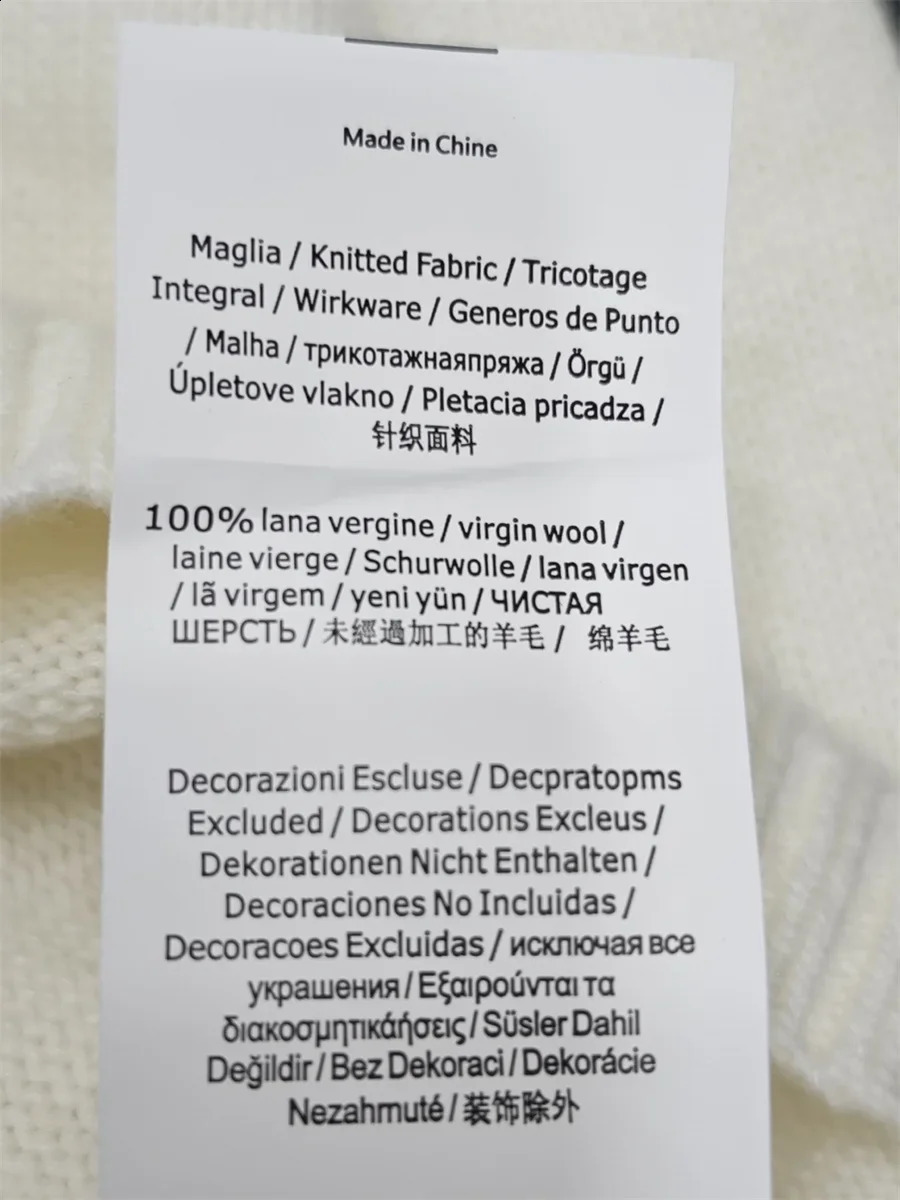 Made in Chine
Maglia / Knitted Fabric / Tricotage
Integral / Wirkware / Generos de Punto
/ Malha / трикотажнаяпряжа / Örgü /
Úpletove vlakno / Pletacia pricadza /
针织面料
100% lana vergine / virgin wool /
laine vierge / Schurwolle / lana virgen
/ lã virgem / yeni yün / ЧИСТАЯ
ШЕРСТЬ / 未經過加工的羊毛 / 绵羊毛
Decorazioni Escluse / Decpratopms
Excluded / Decorations Excleus /
Dekorationen Nicht Enthalten /
Decoraciones No Incluidas /
Decoracoes Excluidas / исключая все
украшения / Εξαιρούνται τα
διακοσμητικάήσεις / Süsler Dahil
Değildir / Bez Dekoraci / Dekorácie
Nezahmuté / 装饰除外